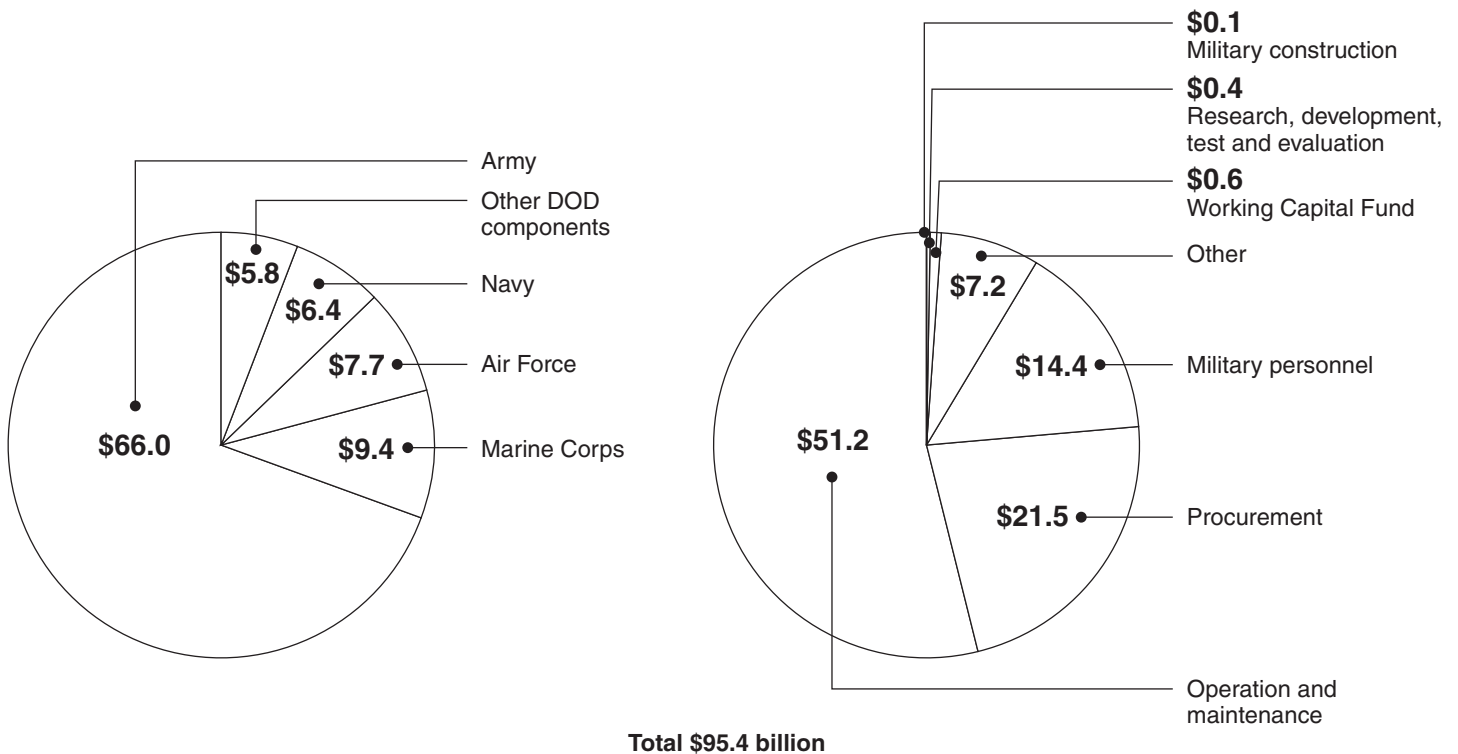 Army
Other DOD
components
$5.8
Navy
$6.4
Air Force
$7.7
Marine Corps
$9.4
$66.0
$0.1
Military construction
$0.4
Research, development,
test and evaluation
$0.6
Working Capital Fund
Other
$7.2
Military personnel
$14.4
Procurement
$21.5
$51.2
Operation and
maintenance
Total $95.4 billion